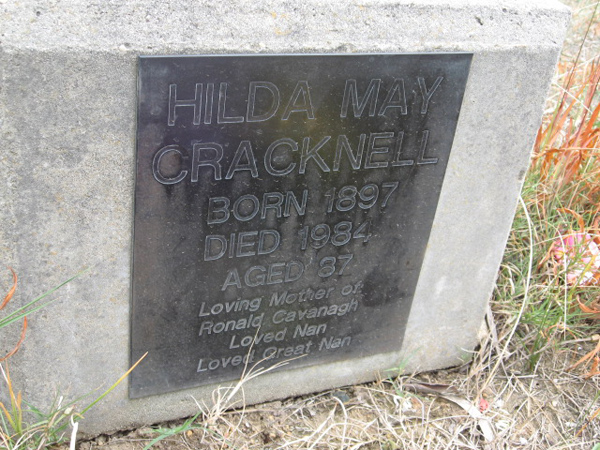 HILDA MAY
CRACKNELL
BORN 1897
DIED 1984
AGED 87
Loving Mother of
Ronald Cavanagh
Loved Nan
Loved Great Nan